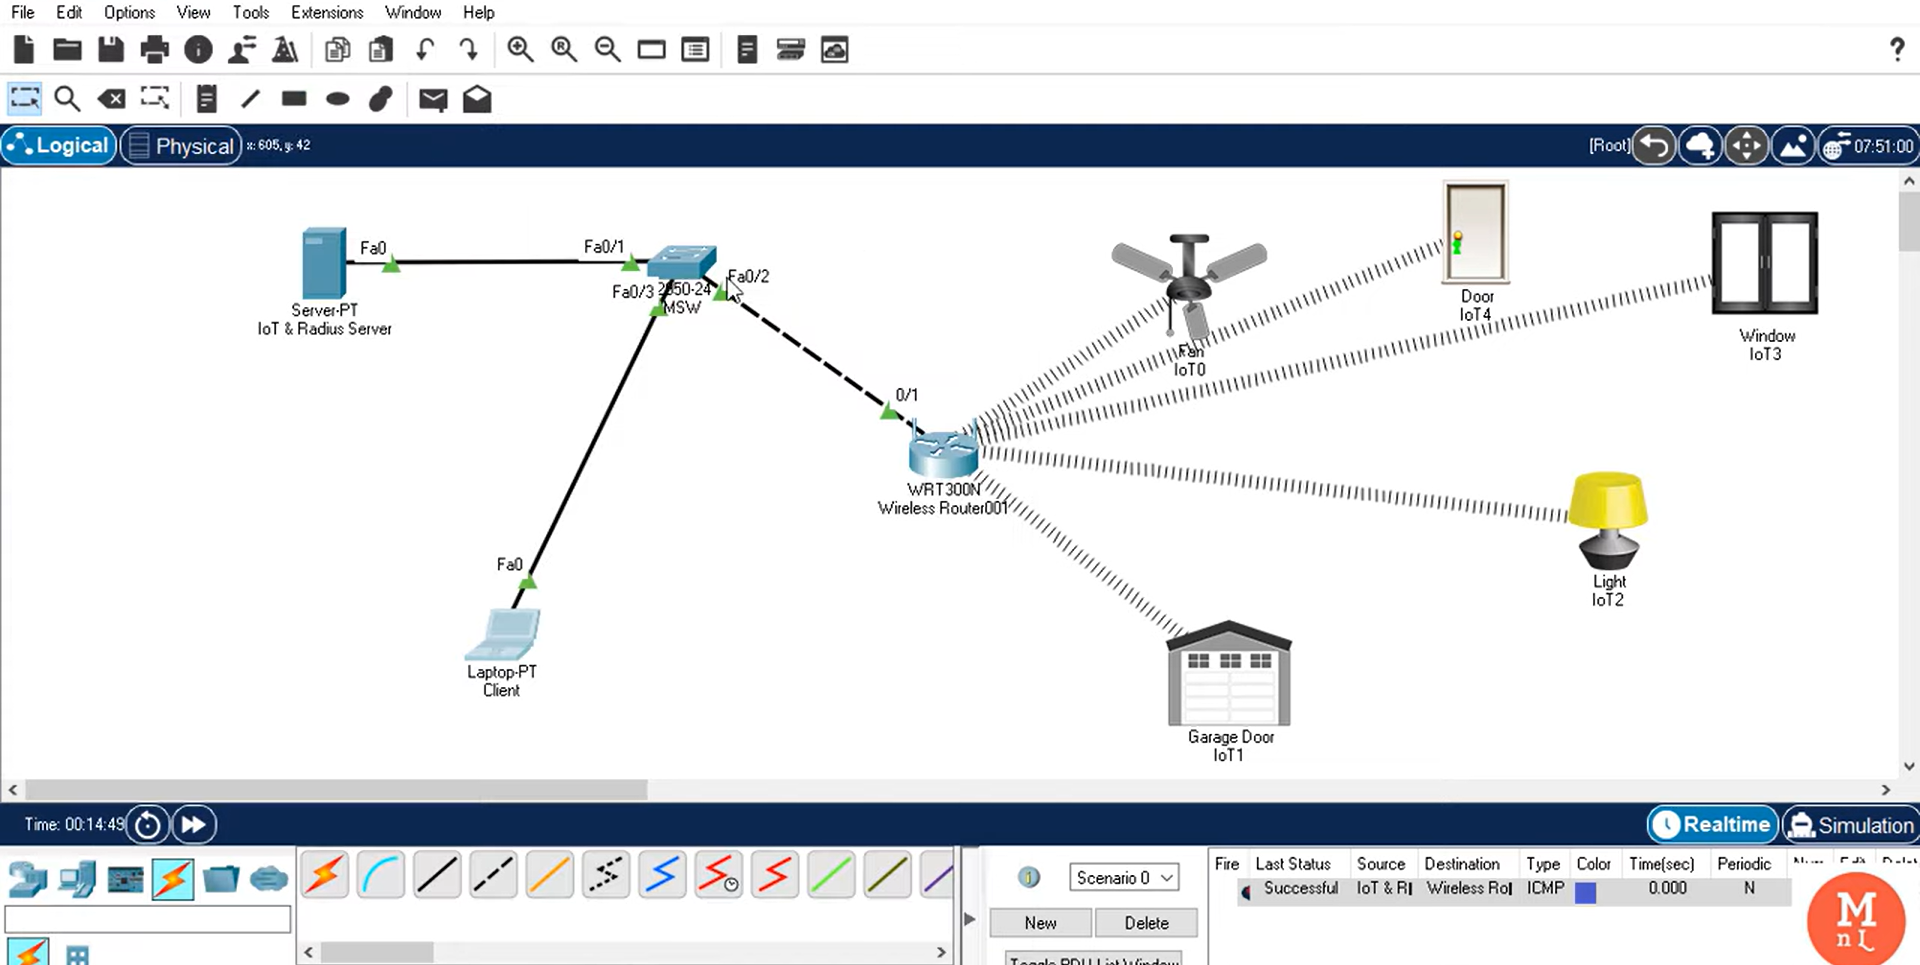 File Edit Options View Tools Extensions Window Help
?
Logical Physical x: 605, y: 42 [Root] 07:51:00
Fa0 Fa0/1
Fa0/2
Fa0/3 2950-24
MSW
Server-PT
IoT & Radius Server
Door
IoT4
Window
IoT3
Fan
IoT0
0/1
WRT300N
Wireless Router001
Fa0
Light
IoT2
Laptop-PT
Client
Garage Door
IoT1
Time: 00:14:49 Realtime Simulation
Scenario 0
New Delete
Toggle PDU List Window
Fire Last Status Source Destination Type Color Time(sec) Periodic Num Edit Delet
Successful IoT & R Wireless Ro ICMP 0.000 N
M
n L